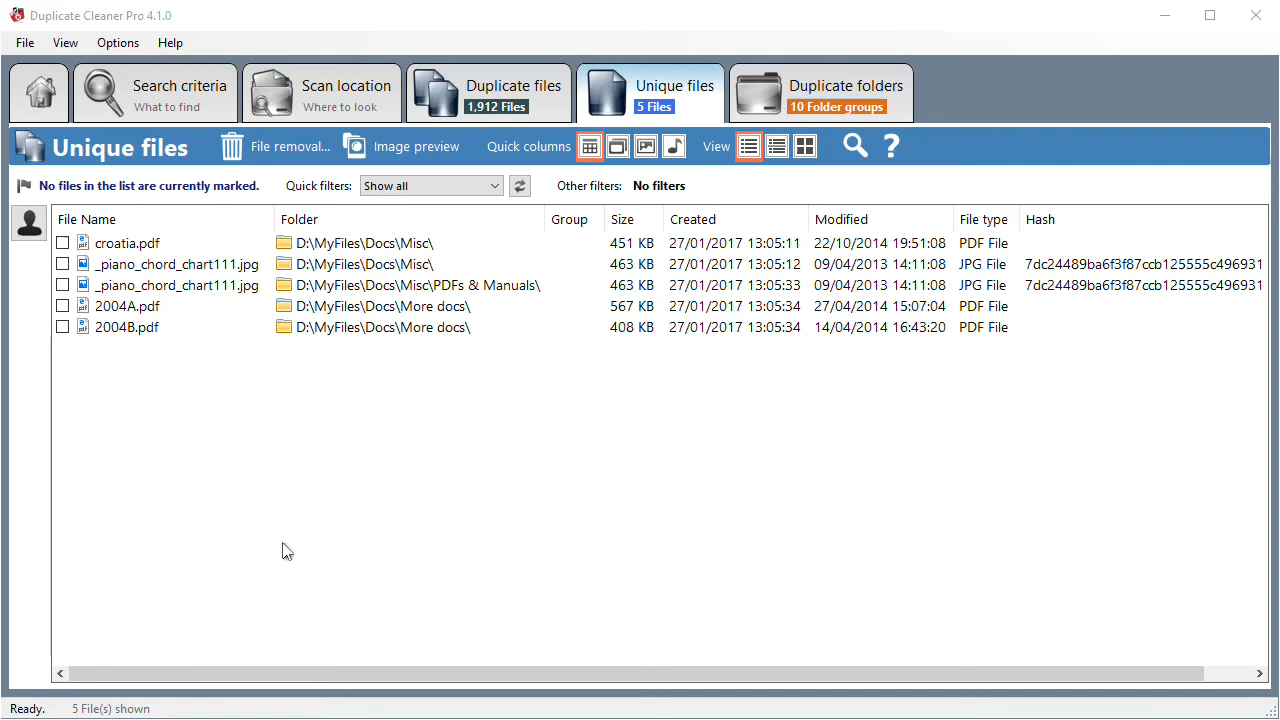 Duplicate Cleaner Pro 4.1.0
File View Options Help
Search criteria
What to find
Scan location
Where to look
Duplicate files
1,912 Files
Unique files
5 Files
Duplicate folders
10 Folder groups
Unique files File removal... Image preview Quick columns View ?
No files in the list are currently marked. Quick filters: Show all Other filters: No filters
File Name Folder Group Size Created Modified File type Hash
croatia.pdf D:\MyFiles\Docs\Misc\ 451 KB 27/01/2017 13:05:11 22/10/2014 19:51:08 PDF File
_piano_chord_chart111.jpg D:\MyFiles\Docs\Misc\ 463 KB 27/01/2017 13:05:12 09/04/2013 14:11:08 JPG File 7dc24489ba6f3f87ccb125555c496931
_piano_chord_chart111.jpg D:\MyFiles\Docs\Misc\PDFs & Manuals\ 463 KB 27/01/2017 13:05:33 09/04/2013 14:11:08 JPG File 7dc24489ba6f3f87ccb125555c496931
2004A.pdf D:\MyFiles\Docs\More docs\ 567 KB 27/01/2017 13:05:34 27/04/2014 15:07:04 PDF File
2004B.pdf D:\MyFiles\Docs\More docs\ 408 KB 27/01/2017 13:05:34 14/04/2014 16:43:20 PDF File
Ready. 5 File(s) shown